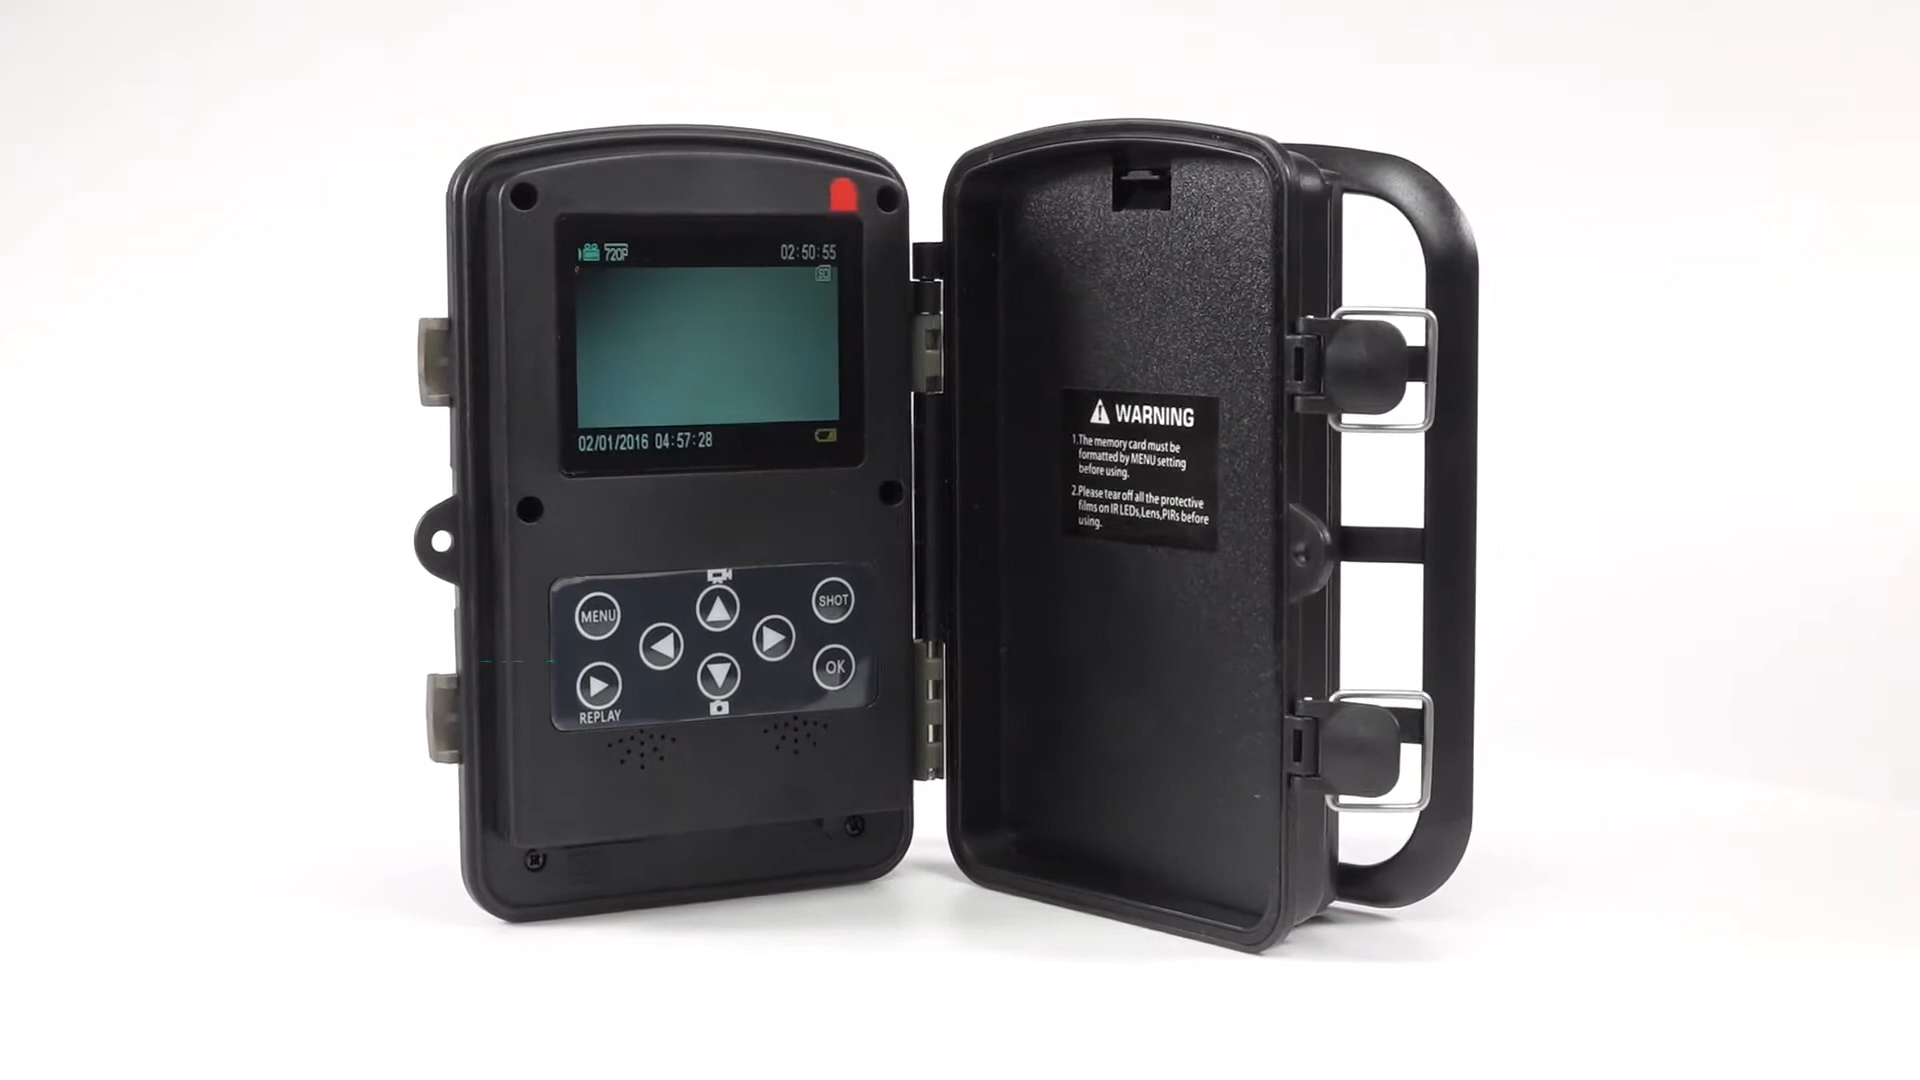 720P 02:50:55
SD
02/01/2016 04:57:28
MENU
SHOT
OK
REPLAY
WARNING
1.The memory card must be
formatted by MENU setting
before using.
2.Please tear off all the protective
films on IR LEDs,Lens,PIRs before
using.